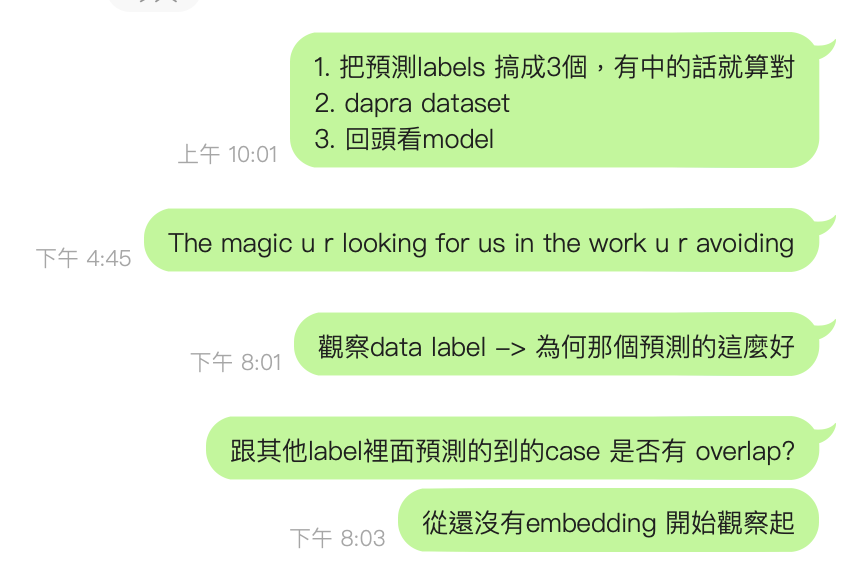 1. 把預測labels 搞成3個，有中的話就算對
2. dapra dataset
3. 回頭看model
上午 10:01
The magic u r looking for us in the work u r avoiding
下午 4:45
觀察data label –> 為何那個預測的這麼好
下午 8:01
跟其他label裡面預測的到的case 是否有 overlap?
從還沒有embedding 開始觀察起
下午 8:03